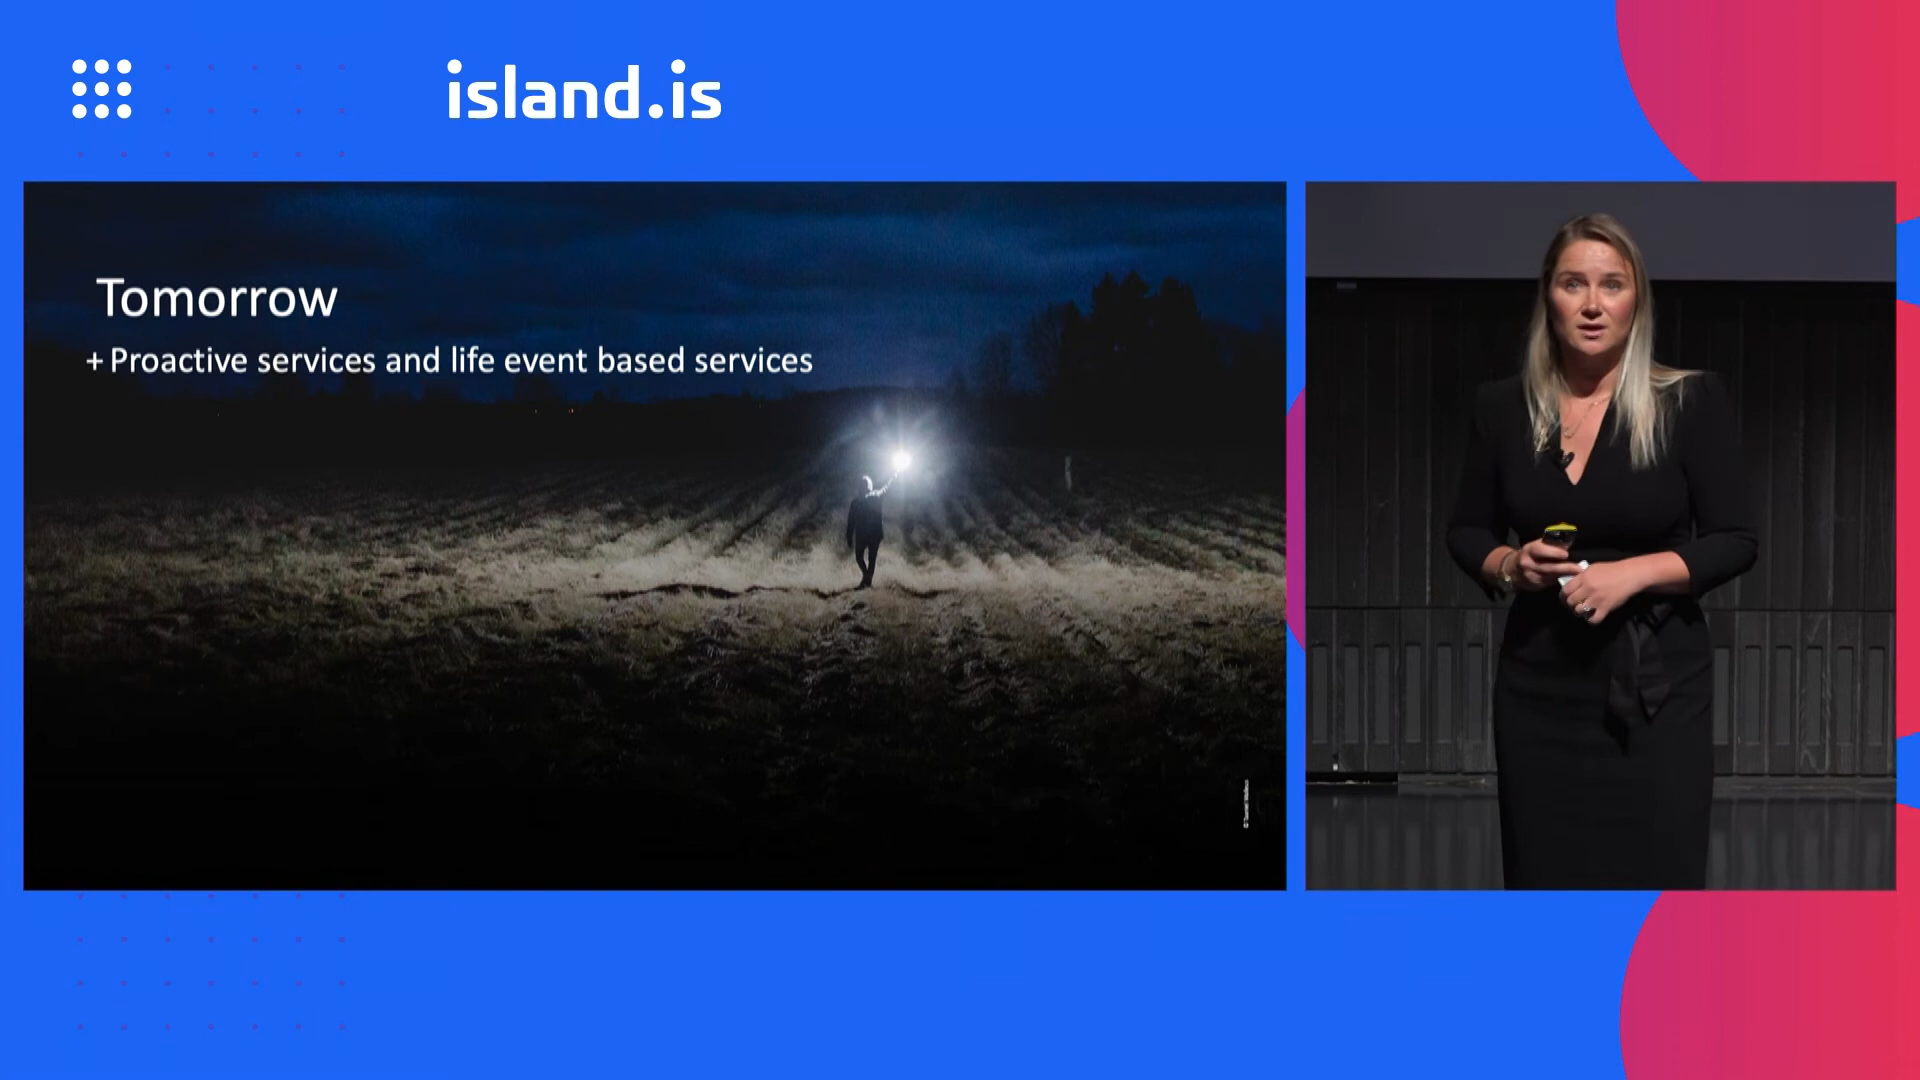 island.is
Tomorrow
+ Proactive services and life event based services